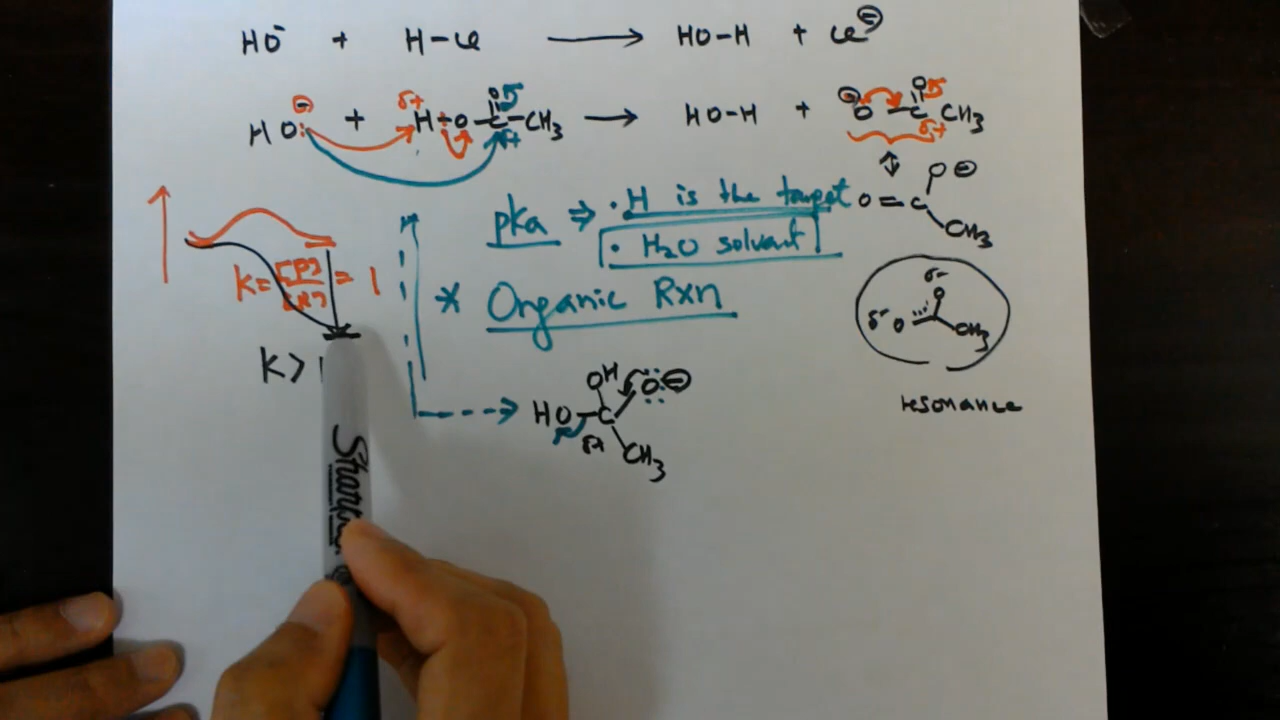 HO⁻ + H-Cl → HO-H + Cl⊖
HO:⊖ + H-O-C-CH3 → HO-H + ⊖O-C CH3
O δ+ O
δ+ δ+
O=C O⊖ CH3
pka ⇒ · H is the target
· H2O solvent
K= = 1
* Organic Rxn
δ- O
δ- O CH3
K>
OH O⊖
HO-C
δ+ CH3
resonance
Sharpie